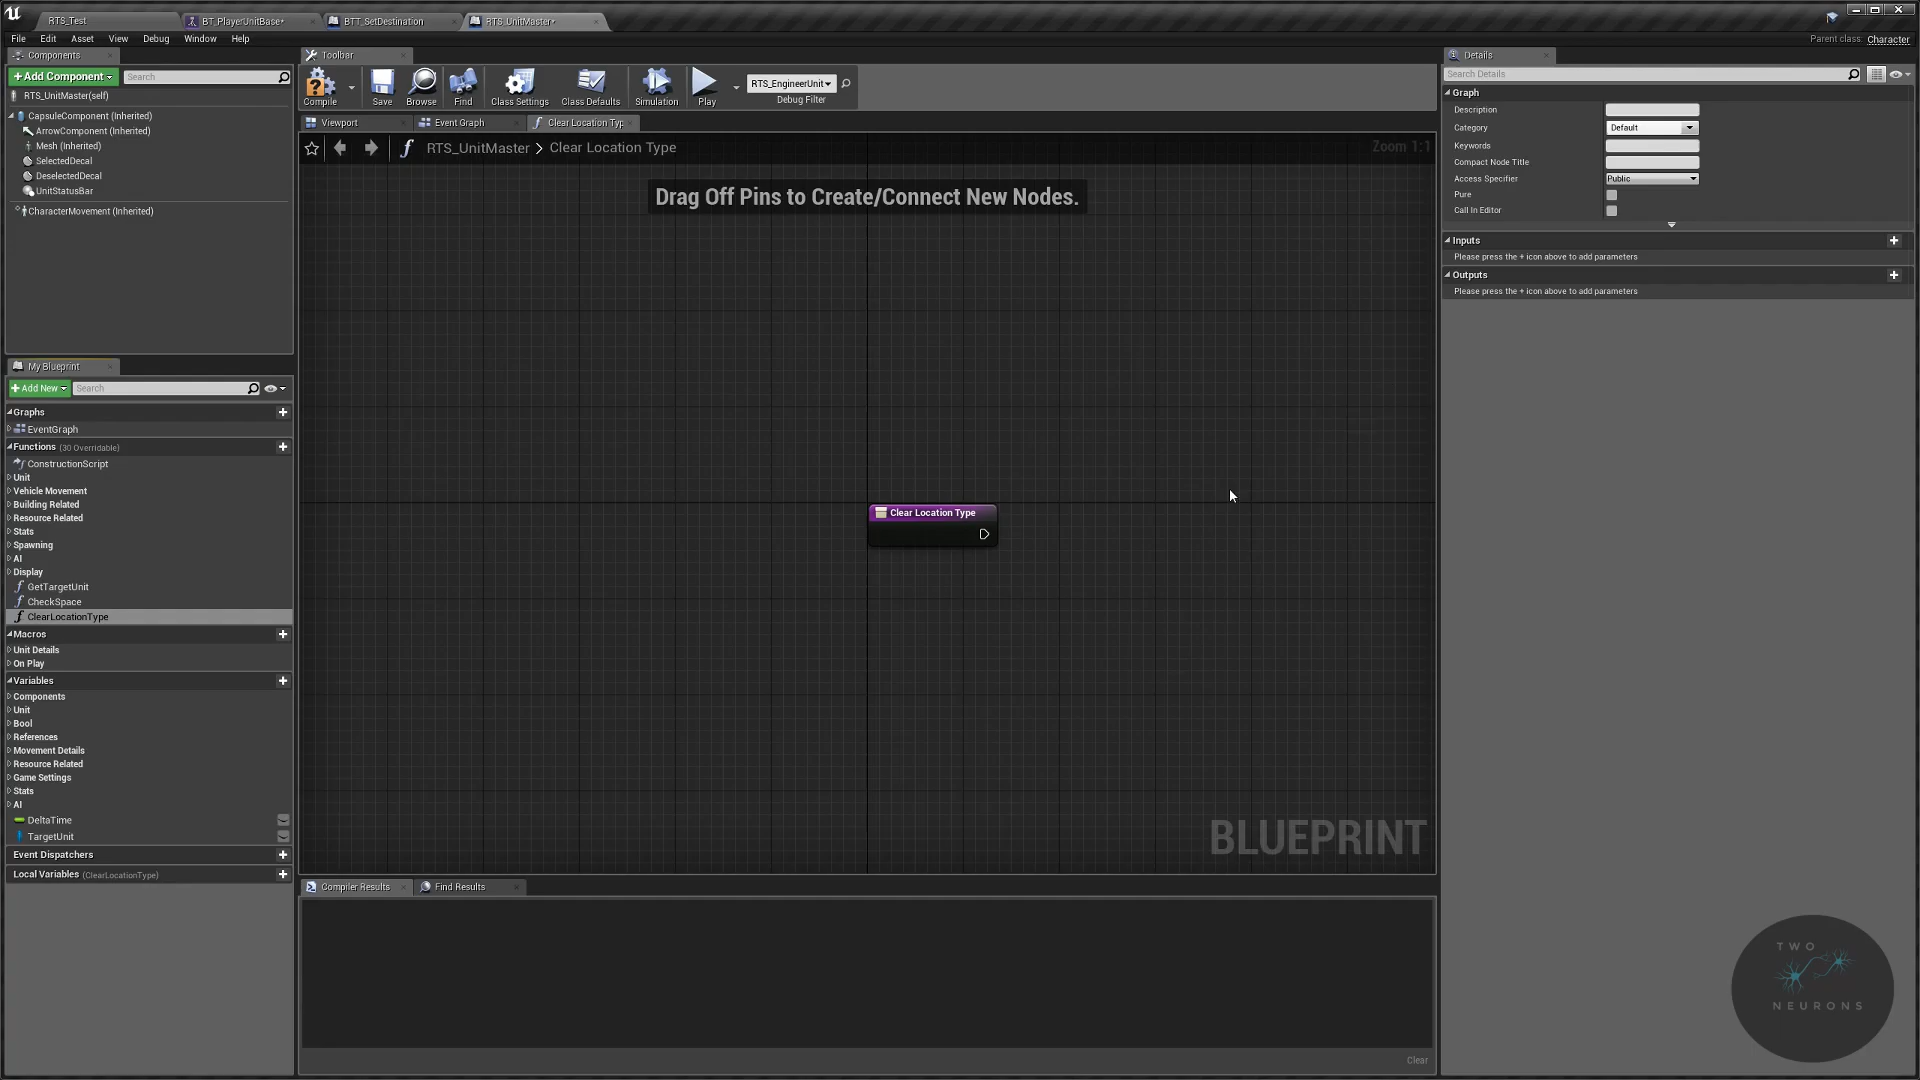 RTS_Test
BT_PlayerUnitBase*
BTT_SetDestination
RTS_UnitMaster*
File Edit Asset View Debug Window Help
Parent class: Character
Components
Toolbar
Details
+Add Component
Search
Compile
Save
Browse
Find
Class Settings
Class Defaults
Simulation
Play
RTS_EngineerUnit
Debug Filter
Search Details
RTS_UnitMaster(self)
CapsuleComponent (Inherited)
ArrowComponent (Inherited)
Mesh (Inherited)
SelectedDecal
DeselectedDecal
UnitStatusBar
CharacterMovement (Inherited)
Viewport
Event Graph
Clear Location Typ
RTS_UnitMaster > Clear Location Type
Zoom 1:1
Drag Off Pins to Create/Connect New Nodes.
Clear Location Type
BLUEPRINT
Graph
Description
Category Default
Keywords
Compact Node Title
Access Specifier Public
Pure
Call In Editor
Inputs
Please press the + icon above to add parameters
Outputs
Please press the + icon above to add parameters
My Blueprint
+Add New
Search
Graphs
EventGraph
Functions (30 Overridable)
ConstructionScript
Unit
Vehicle Movement
Building Related
Resource Related
Stats
Spawning
AI
Display
GetTargetUnit
CheckSpace
ClearLocationType
Macros
Unit Details
On Play
Variables
Components
Unit
Bool
References
Movement Details
Resource Related
Game Settings
Stats
AI
DeltaTime
TargetUnit
Event Dispatchers
Local Variables (ClearLocationType)
Compiler Results
Find Results
Clear
TWO
NEURONS